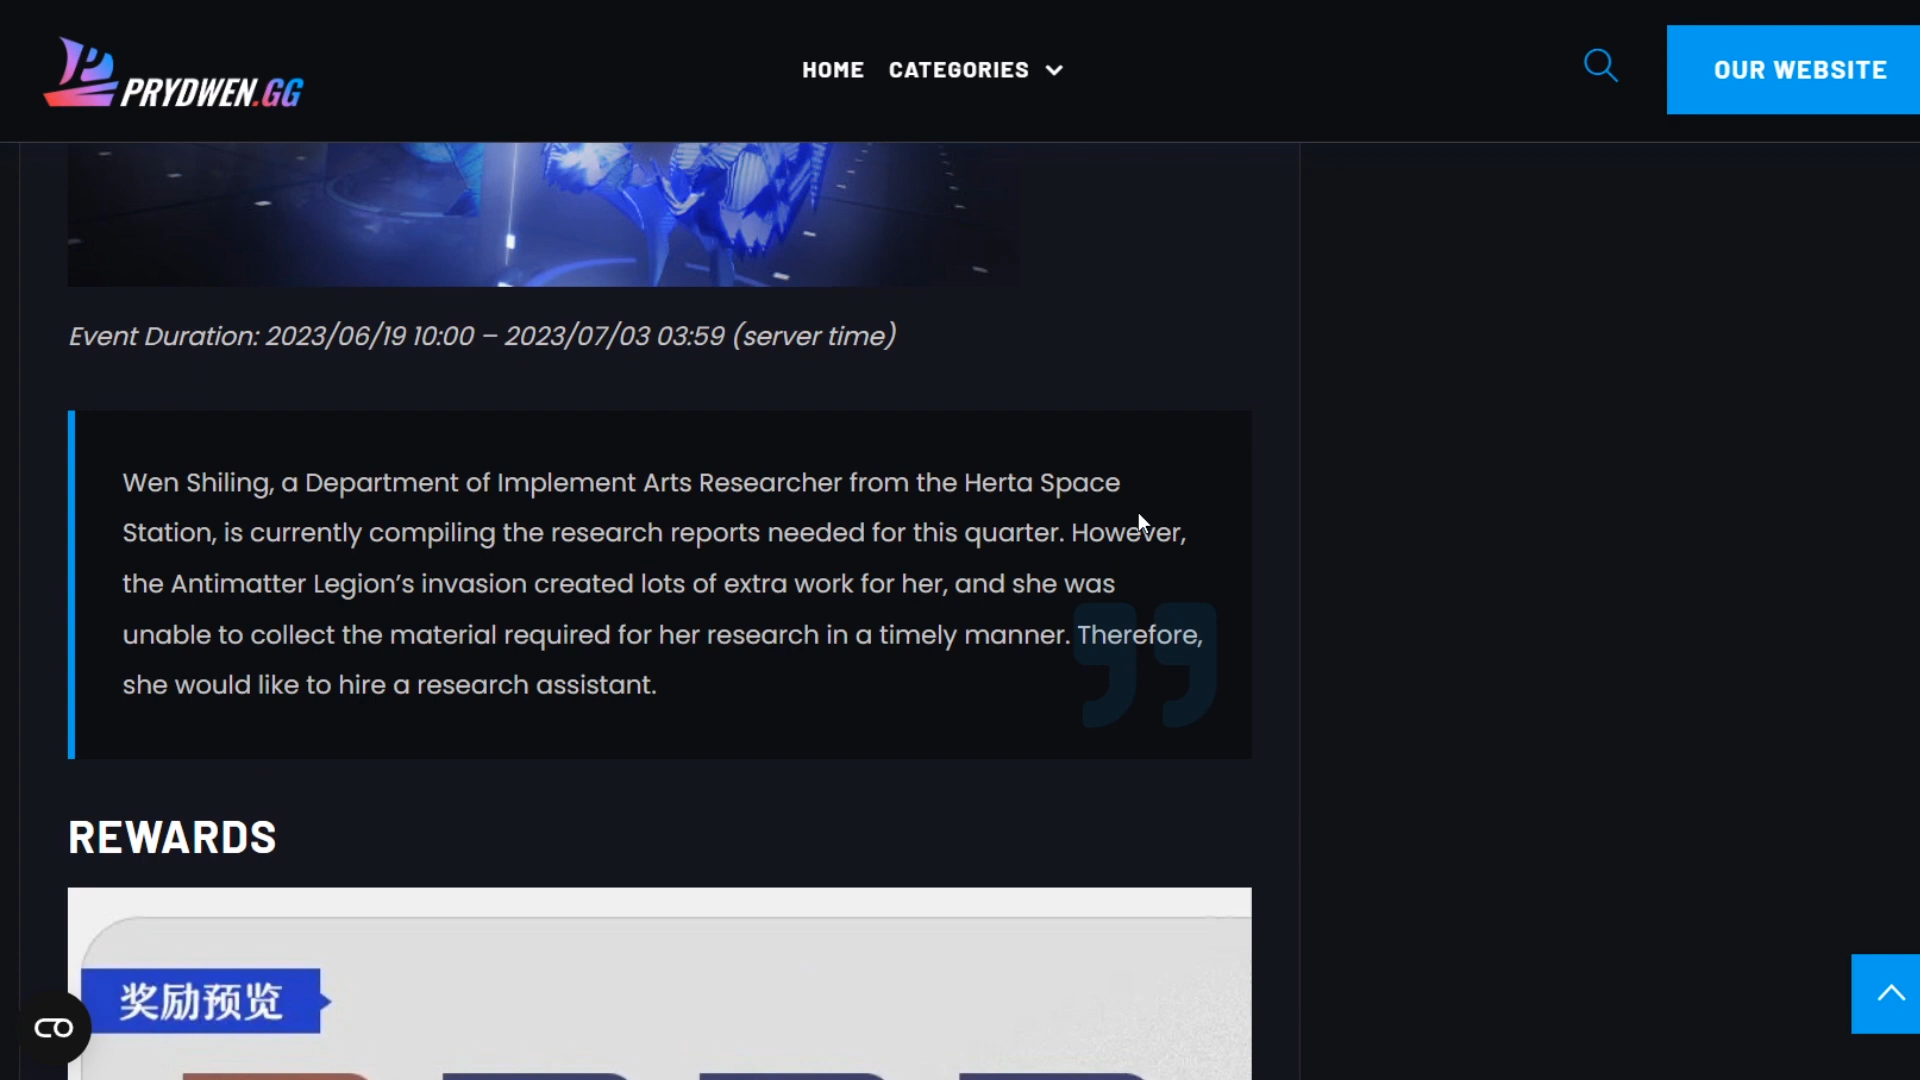 PRYDWEN.GG
HOME CATEGORIES
OUR WEBSITE
Event Duration: 2023/06/19 10:00 – 2023/07/03 03:59 (server time)
Wen Shiling, a Department of Implement Arts Researcher from the Herta Space
Station, is currently compiling the research reports needed for this quarter. However,
the Antimatter Legion’s invasion created lots of extra work for her, and she was
unable to collect the material required for her research in a timely manner. Therefore,
she would like to hire a research assistant.
REWARDS
奖励预览